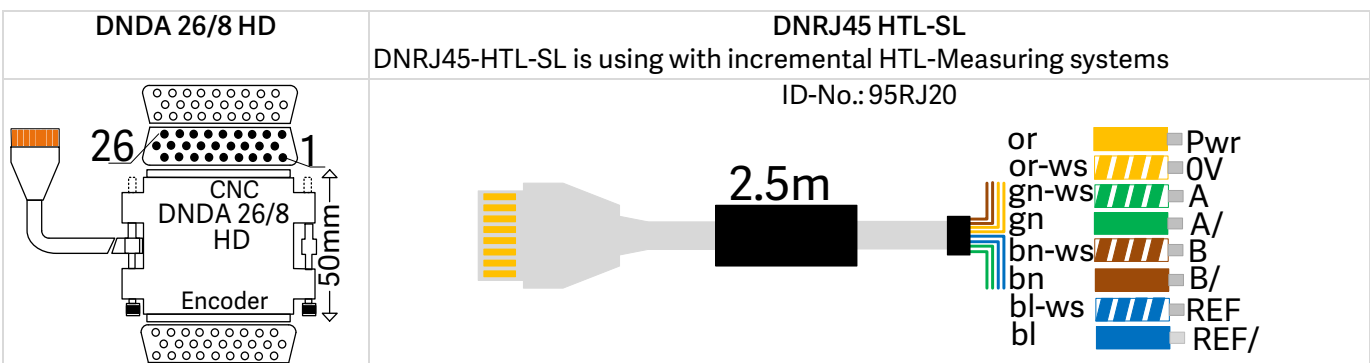 DNDA 26/8 HD
DNRJ45 HTL-SL
DNRJ45-HTL-SL is using with incremental HTL-Measuring systems
ID-No.: 95RJ20
26
1
CNC
DNDA 26/8
HD
50mm
Encoder
2.5m
or Pwr
or-ws 0V
gn-ws A
gn A/
bn-ws B
bn B/
bl-ws REF
bl REF/